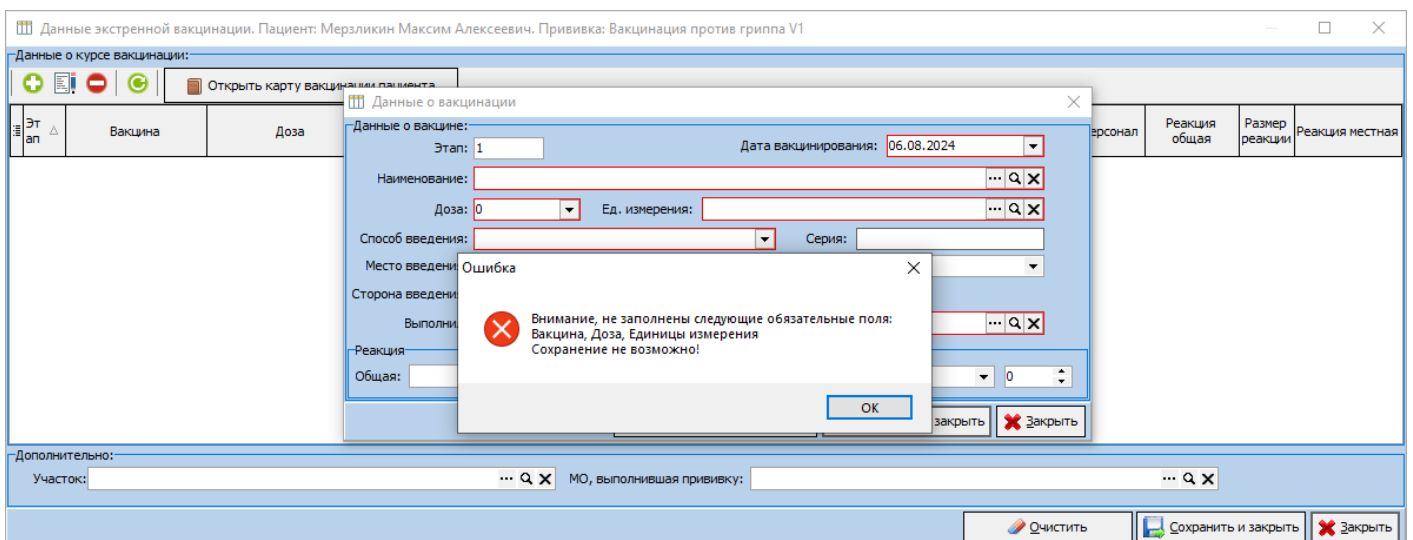 Данные экстренной вакцинации. Пациент: Мерзликин Максим Алексеевич. Прививка: Вакцинация против гриппа V1
Данные о курсе вакцинации:
Открыть карту вакцинации пациента
Данные о вакцинации
Эт
ап
Вакцина
Доза
ерсонал
Реакция
общая
Размер
реакции
Реакция местная
Данные о вакцине:
Этап: 1
Дата вакцинирования: 06.08.2024
Наименование:
Доза: 0
Ед. измерения:
Способ введения:
Серия:
Место введени
Сторона введени
Выполни
Реакция
Общая:
0
Ошибка
Внимание, не заполнены следующие обязательные поля:
Вакцина, Доза, Единицы измерения
Сохранение не возможно!
OK
закрыть
Закрыть
Дополнительно:
Участок:
МО, выполнившая прививку:
Очистить
Сохранить и закрыть
Закрыть